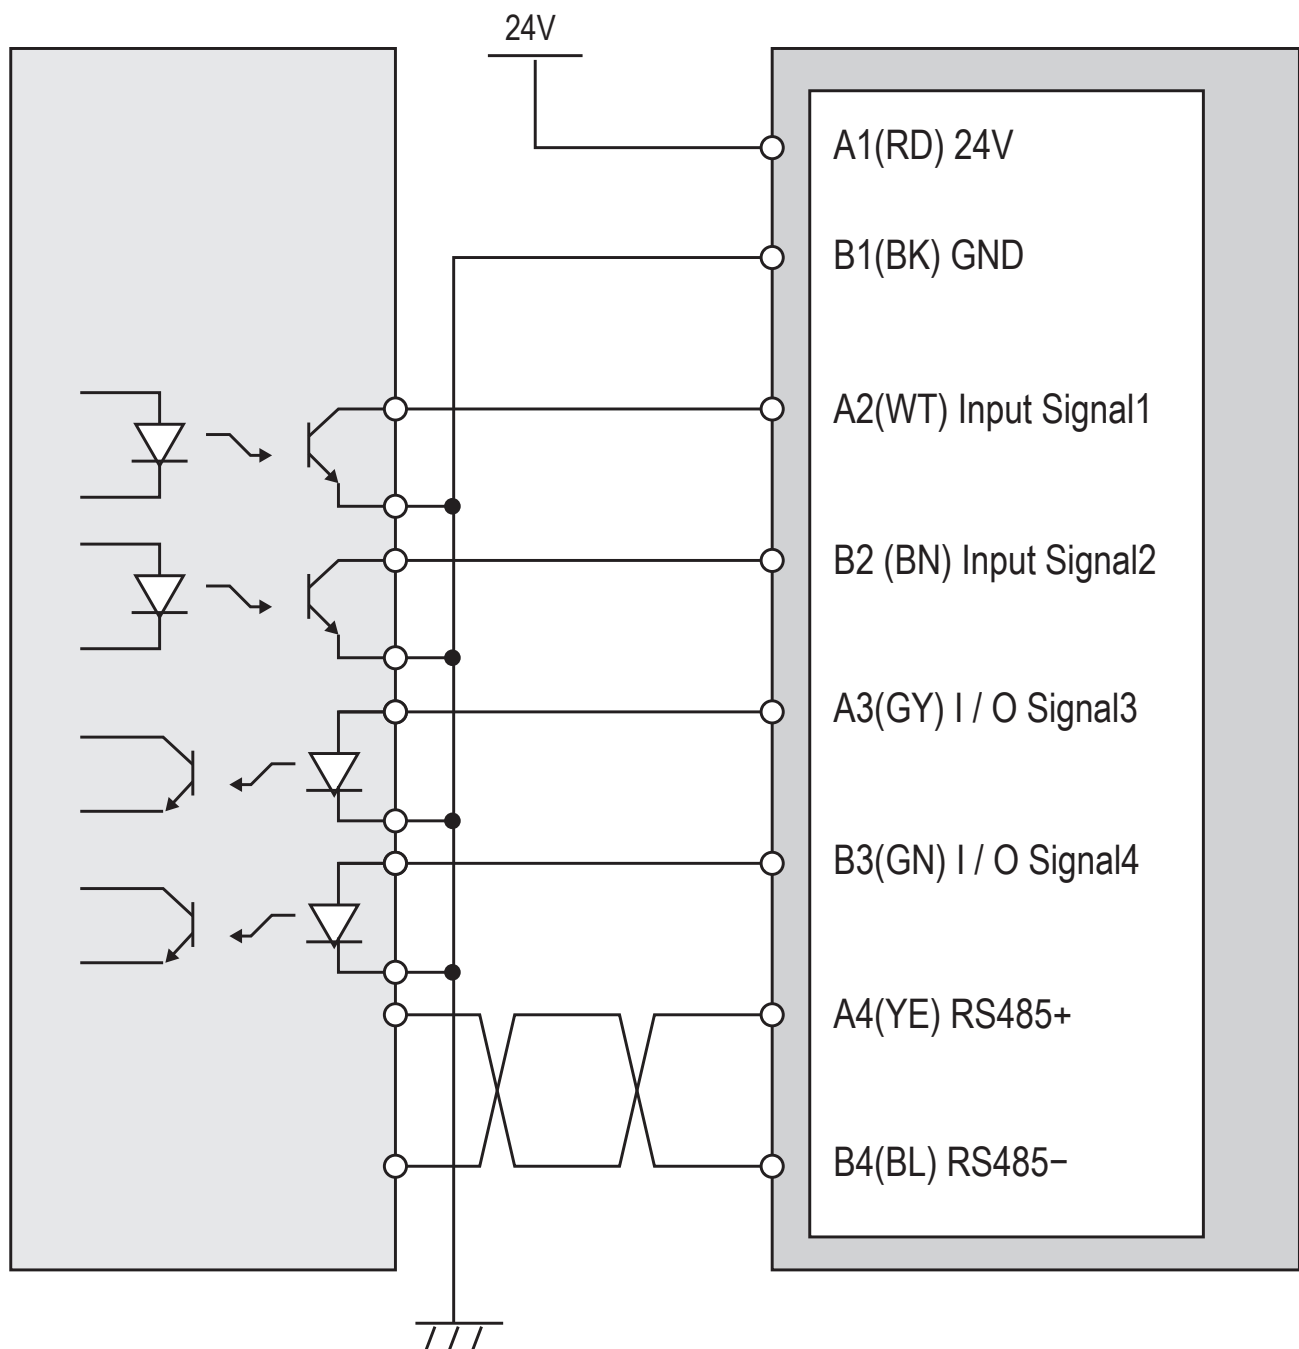 24V
A1(RD) 24V
B1(BK) GND
A2(WT) Input Signal1
B2 (BN) Input Signal2
A3(GY) I / O Signal3
B3(GN) I / O Signal4
A4(YE) RS485+
B4(BL) RS485−